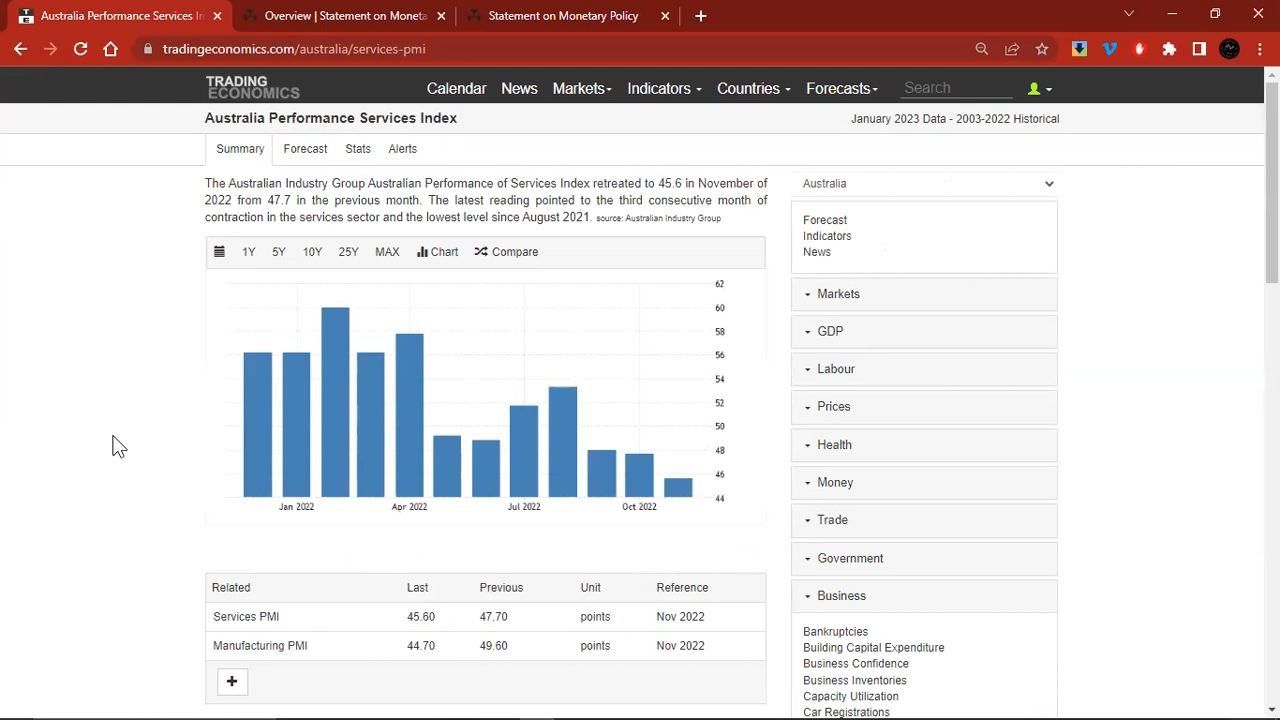 Australia Performance Services In
Overview | Statement on Moneta
Statement on Monetary Policy
tradingeconomics.com/australia/services-pmi
TRADING
ECONOMICS
Calendar News Markets Indicators Countries Forecasts Search
Australia Performance Services Index
January 2023 Data - 2003-2022 Historical
Summary Forecast Stats Alerts
The Australian Industry Group Australian Performance of Services Index retreated to 45.6 in November of
2022 from 47.7 in the previous month. The latest reading pointed to the third consecutive month of
contraction in the services sector and the lowest level since August 2021. source: Australian Industry Group
1Y 5Y 10Y 25Y MAX Chart Compare
62
60
58
56
54
52
50
48
46
44
Jan 2022 Apr 2022 Jul 2022 Oct 2022
Related Last Previous Unit Reference
Services PMI 45.60 47.70 points Nov 2022
Manufacturing PMI 44.70 49.60 points Nov 2022
+
Australia
Forecast
Indicators
News
Markets
GDP
Labour
Prices
Health
Money
Trade
Government
Business
Bankruptcies
Building Capital Expenditure
Business Confidence
Business Inventories
Capacity Utilization
Car Registrations